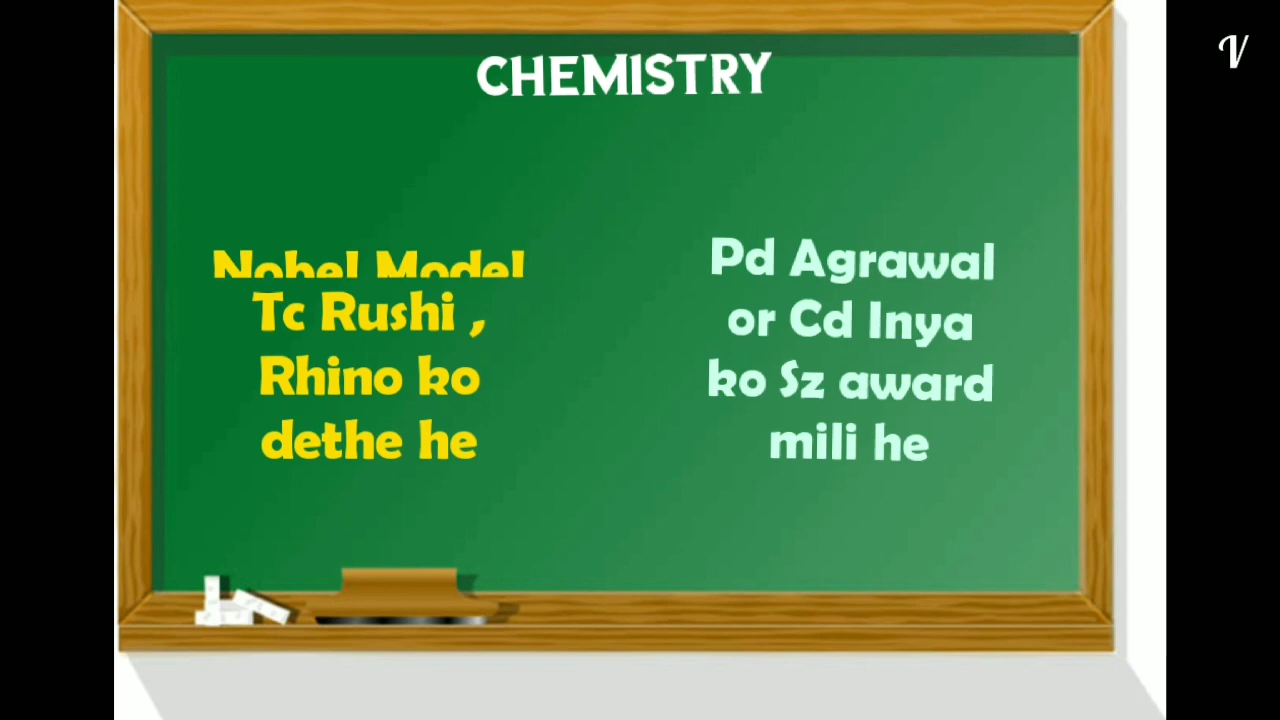 CHEMISTRY
V
Nobel Model
Tc Rushi ,
Rhino ko
dethe he
Pd Agrawal
or Cd Inya
ko Sz award
mili he